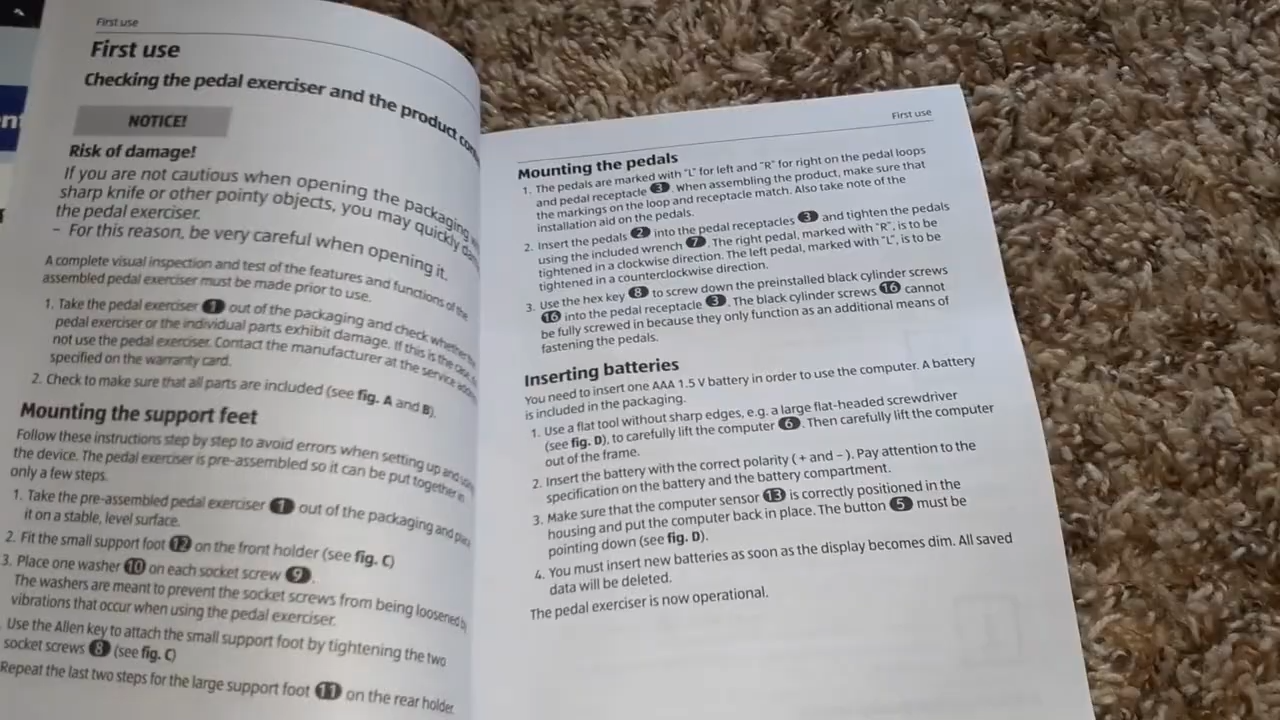 First use
First use
Checking the pedal exerciser and the product
NOTICE!
Risk of damage!
If you are not cautious when opening the packaging
sharp knife or other pointy objects, you may quickly
the pedal exerciser.
– For this reason, be very careful when opening it.
A complete visual inspection and test of the features and functions of the
assembled pedal exerciser must be made prior to use.
1. Take the pedal exerciser 1 out of the packaging and check whether
pedal exerciser or the individual parts exhibit damage. If this is the case,
not use the pedal exerciser. Contact the manufacturer at the service
specified on the warranty card.
2. Check to make sure that all parts are included (see fig. A and B).
Mounting the support feet
Follow these instructions step by step to avoid errors when setting up and
the device. The pedal exerciser is pre-assembled so it can be put together in
only a few steps.
1. Take the pre-assembled pedal exerciser 1 out of the packaging and
it on a stable, level surface.
2. Fit the small support foot 12 on the front holder (see fig. C)
3. Place one washer 10 on each socket screw 9.
The washers are meant to prevent the socket screws from being loosened
vibrations that occur when using the pedal exerciser.
Use the Allen key to attach the small support foot by tightening the two
socket screws 8 (see fig. C)
Repeat the last two steps for the large support foot 11 on the rear holder.
First use
Mounting the pedals
1. The pedals are marked with "L" for left and "R" for right on the pedal loops
and pedal receptacle 3. When assembling the product, make sure that
the markings on the loop and receptacle match. Also take note of the
installation aid on the pedals.
2. Insert the pedals 2 into the pedal receptacles 3 and tighten the pedals
using the included wrench 7. The right pedal, marked with "R", is to be
tightened in a clockwise direction. The left pedal, marked with "L", is to be
tightened in a counterclockwise direction.
3. Use the hex key 8 to screw down the preinstalled black cylinder screws
16 into the pedal receptacle 3. The black cylinder screws 16 cannot
be fully screwed in because they only function as an additional means of
fastening the pedals.
Inserting batteries
You need to insert one AAA 1.5 V battery in order to use the computer. A battery
is included in the packaging.
1. Use a flat tool without sharp edges, e.g. a large flat-headed screwdriver
(see fig. D), to carefully lift the computer 6. Then carefully lift the computer
out of the frame.
2. Insert the battery with the correct polarity (+ and –). Pay attention to the
specification on the battery and the battery compartment.
3. Make sure that the computer sensor 13 is correctly positioned in the
housing and put the computer back in place. The button 5 must be
pointing down (see fig. D).
4. You must insert new batteries as soon as the display becomes dim. All saved
data will be deleted.
The pedal exerciser is now operational.